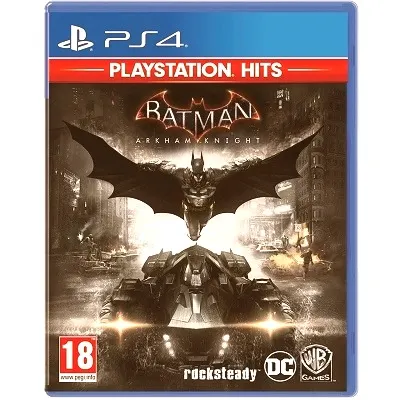 PS4
PLAYSTATION HITS
BATMAN
ARKHAM KNIGHT
18
www.pegi.info
rocksteady
DC
WB
GAMES